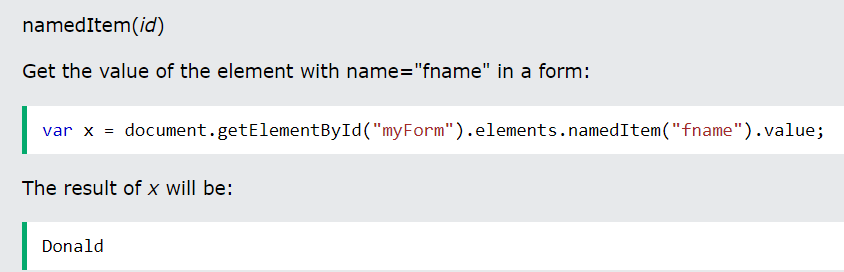 namedItem(id)
Get the value of the element with name="fname" in a form:
var x = document.getElementById("myForm").elements.namedItem("fname").value;
The result of x will be:
Donald